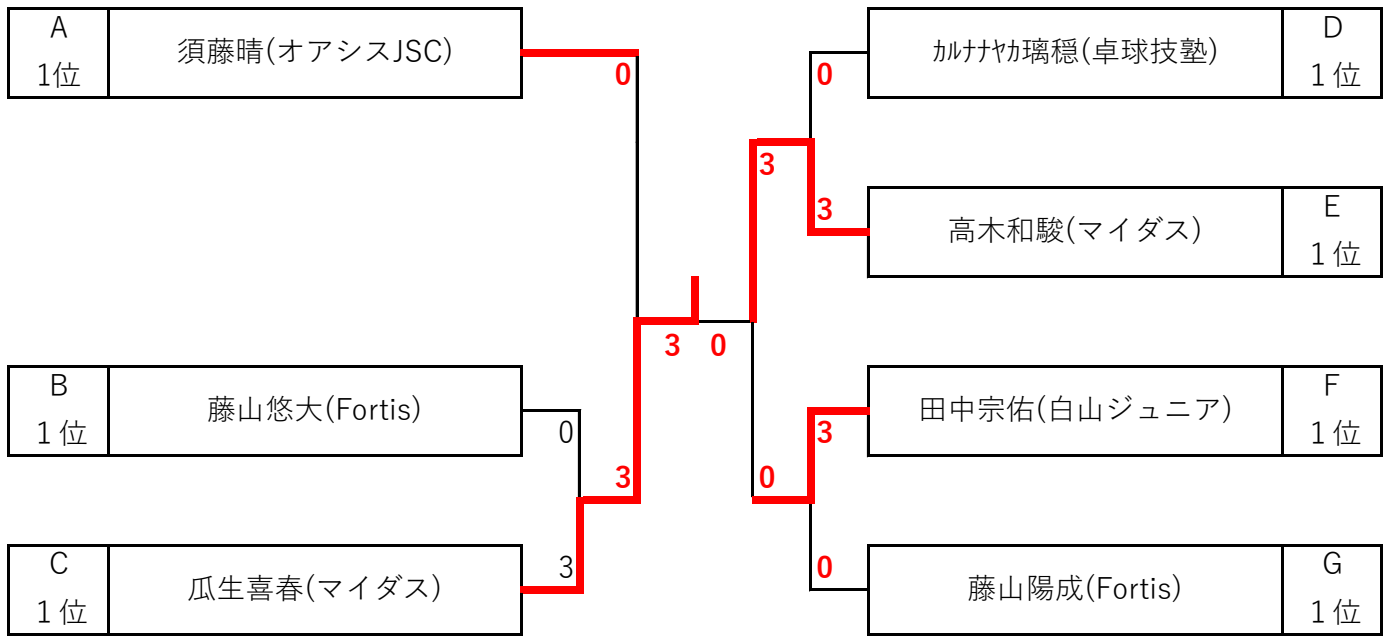 A
1位
須藤晴(オアシスJSC)
0
0
ｶﾙﾅﾅﾔｶ璃穏(卓球技塾)
D
１位
3
3
高木和駿(マイダス)
E
１位
3
0
B
１位
藤山悠大(Fortis)
0
3
0
3
田中宗佑(白山ジュニア)
F
１位
C
１位
瓜生喜春(マイダス)
3
0
藤山陽成(Fortis)
G
１位